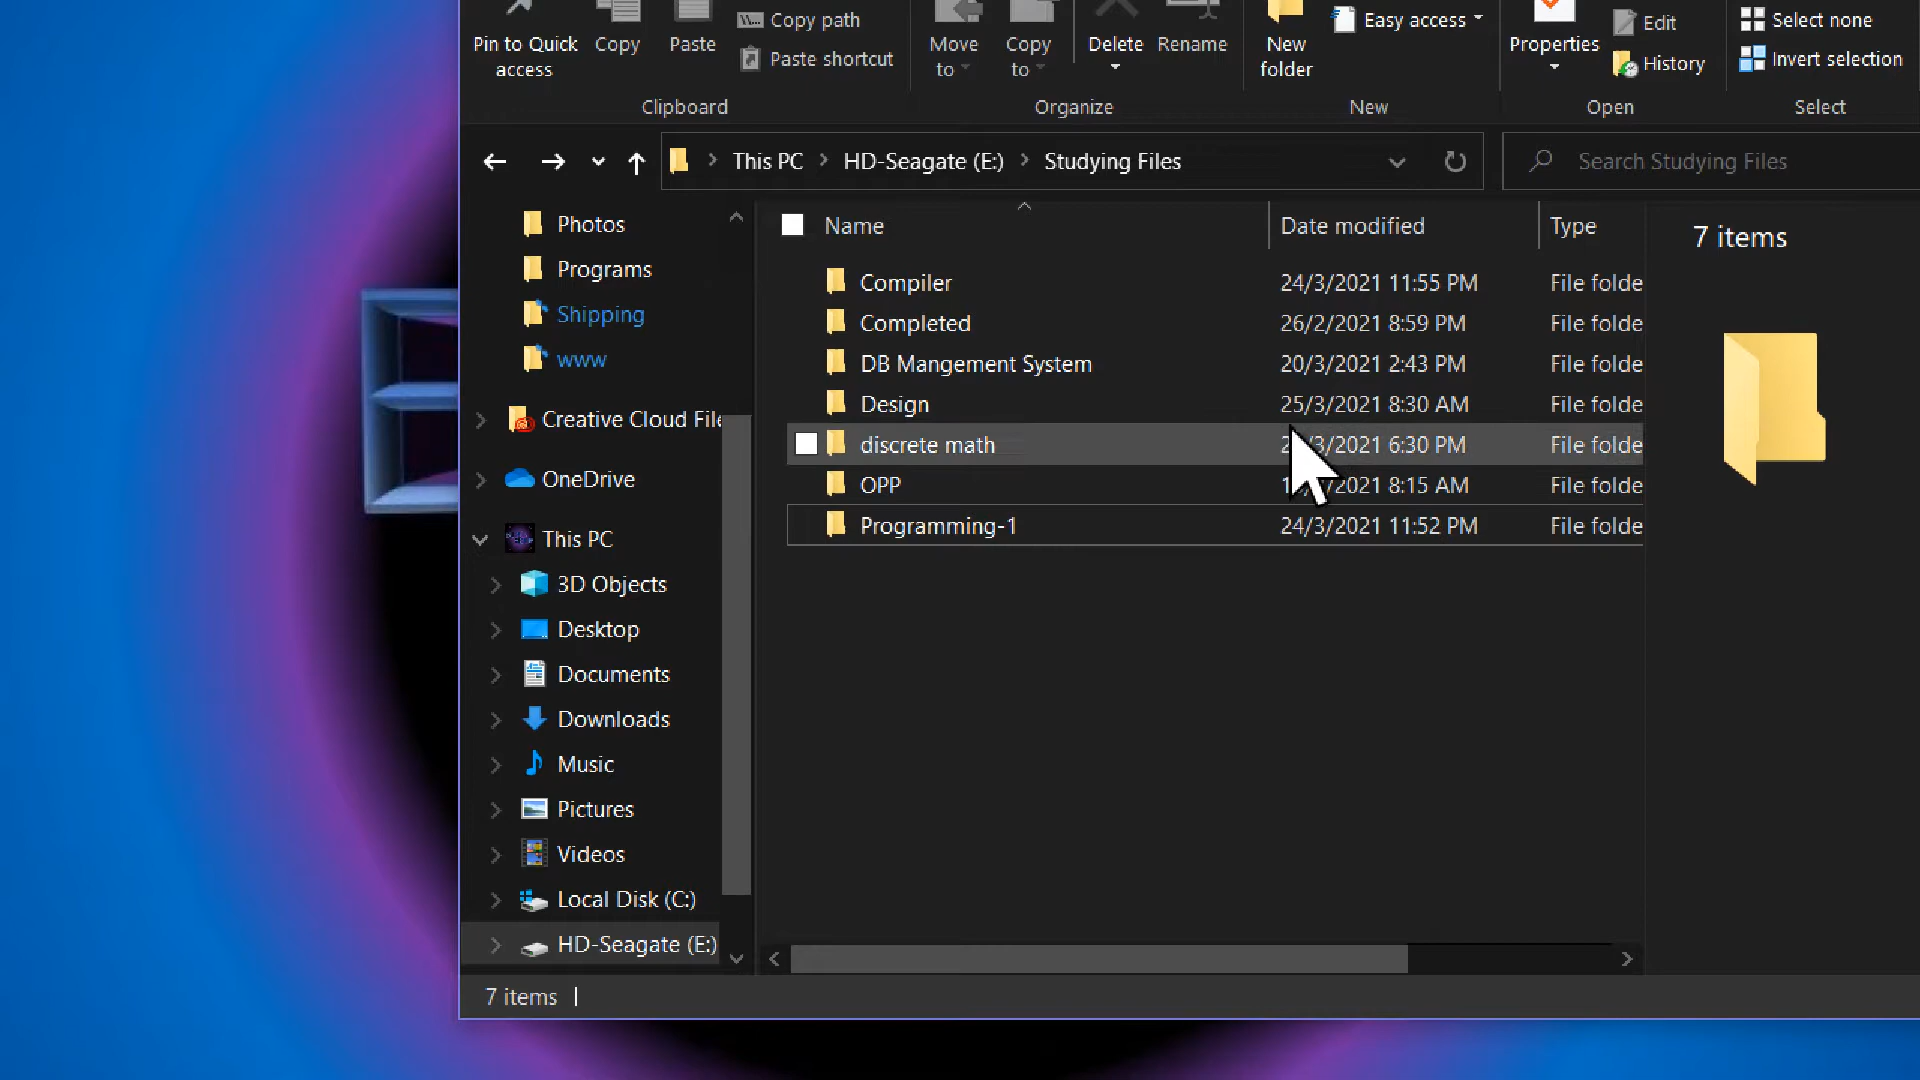 Copy path
Easy access
Edit
Select none
Pin to Quick access
Copy
Paste
Paste shortcut
Move to
Copy to
Delete
Rename
New folder
Properties
History
Invert selection
Clipboard
Organize
New
Open
Select
This PC > HD-Seagate (E:) > Studying Files
Search Studying Files
Photos
Programs
Shipping
www
Creative Cloud File
OneDrive
This PC
3D Objects
Desktop
Documents
Downloads
Music
Pictures
Videos
Local Disk (C:)
HD-Seagate (E:)
Name Date modified Type
Compiler 24/3/2021 11:55 PM File folde
Completed 26/2/2021 8:59 PM File folde
DB Mangement System 20/3/2021 2:43 PM File folde
Design 25/3/2021 8:30 AM File folde
discrete math 6:30 PM File folde
OPP 8:15 AM File folde
Programming-1 24/3/2021 11:52 PM File folde
7 items
7 items